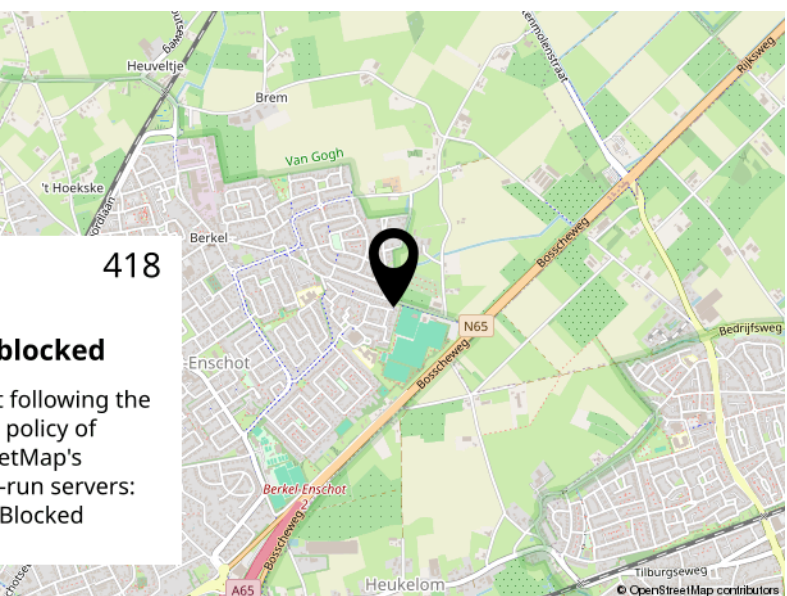 Heuveltje
Brem
Rijksweg
Van Gogh
't Hoekske
Berkel
418
Bosscheweg
N65
blocked
Bedrijfsweg
-Enschot
Bosscheweg
t following the
policy of
etMap's
-run servers:
Blocked
Berkel-Enschot
2
Bosscheweg
Tilburgseweg
Heukelom
A65
© OpenStreetMap contributors